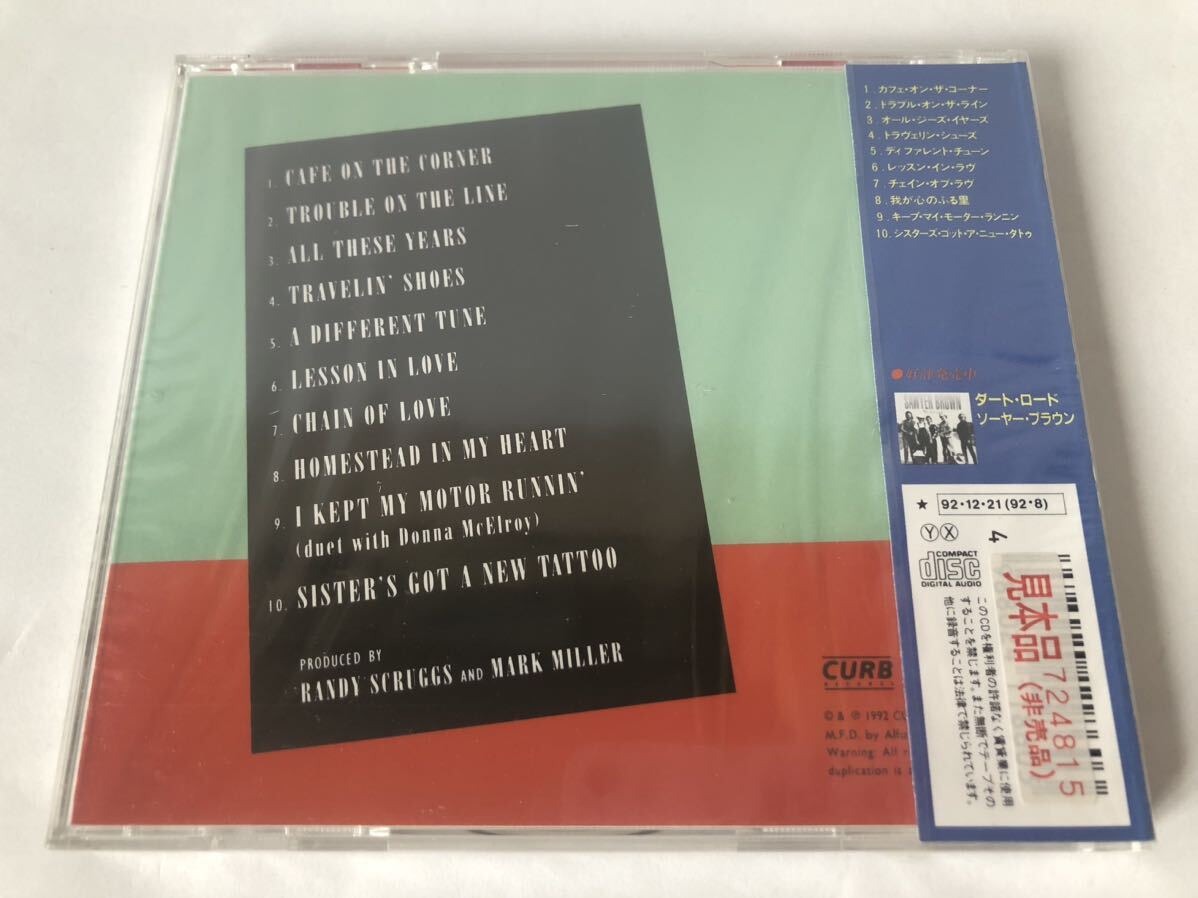 1. CAFE ON THE CORNER
2. TROUBLE ON THE LINE
3. ALL THESE YEARS
4. TRAVELIN' SHOES
5. A DIFFERENT TUNE
6. LESSON IN LOVE
7. CHAIN OF LOVE
8. HOMESTEAD IN MY HEART
9. I KEPT MY MOTOR RUNNIN'
(duet with Donna McElroy)
10. SISTER'S GOT A NEW TATTOO
PRODUCED BY
RANDY SCRUGGS AND MARK MILLER
CURB
RECORDS
© & ℗ 1992 CU
M.F.D. by Alfa
Warning: All ri
duplication is a
1.カフェ・オン・ザ・コーナー
2.トラブル・オン・ザ・ライン
3.オール・ジーズ・イヤーズ
4.トラヴェリン・シューズ
5.ディファレント・チューン
6.レッスン・イン・ラヴ
7.チェイン・オブ・ラヴ
8.我が心のふる里
9.キープ・マイ・モーター・ランニン
10.シスターズ・ゴット・ア・ニュー・タトゥ
●好評発売中
SAWYER BROWN
ダート・ロード
ソーヤー・ブラウン
★ 92・12・21(92・8)
Y X 4
COMPACT
disc
DIGITAL AUDIO
このCDを権利者の許諾なく賃貸業に使用
することを禁じます。また無断でテープその
他に録音することは法律で禁じられています。
見本品(非売品)
724815